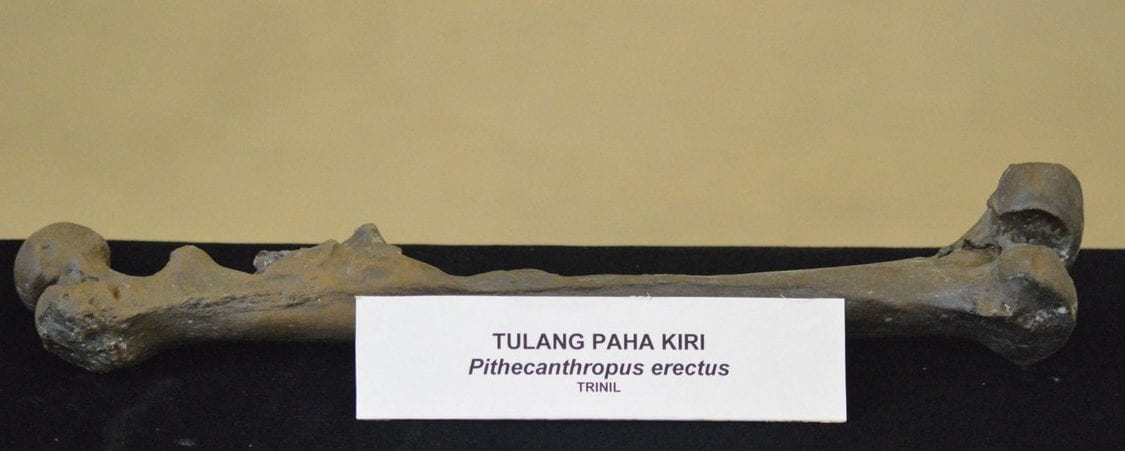 TULANG PAHA KIRI
Pithecanthropus erectus
TRINIL